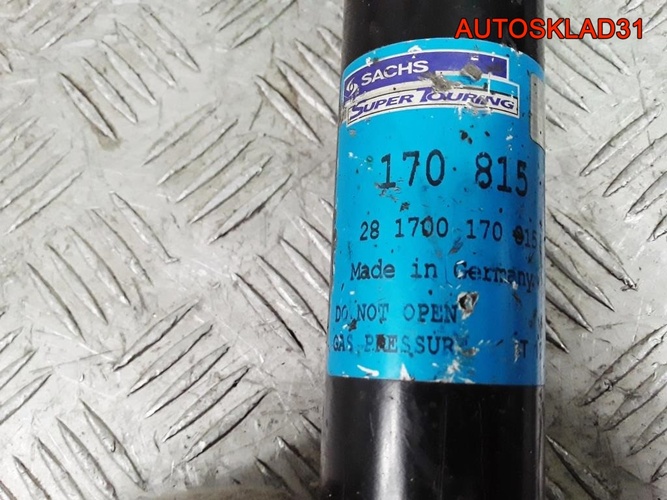 AUTOSKLAD31
SACHS
SUPER TOURING
170 815
28 1700 170 815
Made in Germany
DO NOT OPEN
GAS PRESSUR T